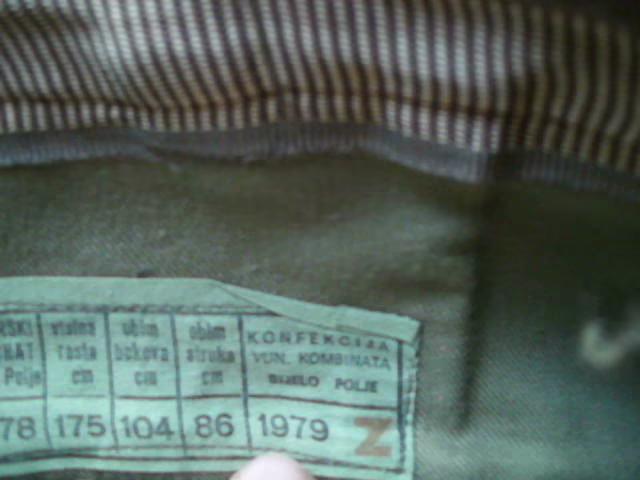 RSKI visina obim obim KONFEKCIJA
NAT rasta bokova struka VUN. KOMBINATA
Polje cm cm cm BIJELO POLJE
78 175 104 86 1979 Z